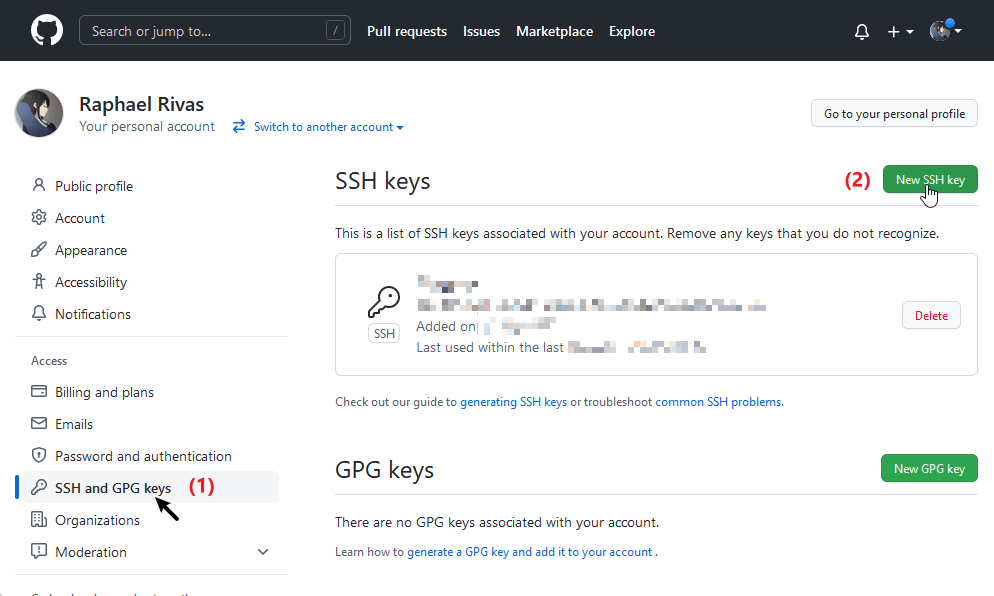 Search or jump to... /
Pull requests Issues Marketplace Explore
Raphael Rivas
Your personal account Switch to another account
Go to your personal profile
Public profile
Account
Appearance
Accessibility
Notifications
Access
Billing and plans
Emails
Password and authentication
SSH and GPG keys (1)
Organizations
Moderation
SSH keys (2) New SSH key
This is a list of SSH keys associated with your account. Remove any keys that you do not recognize.
SSH
Added on
Last used within the last
Delete
Check out our guide to generating SSH keys or troubleshoot common SSH problems.
GPG keys New GPG key
There are no GPG keys associated with your account.
Learn how to generate a GPG key and add it to your account .